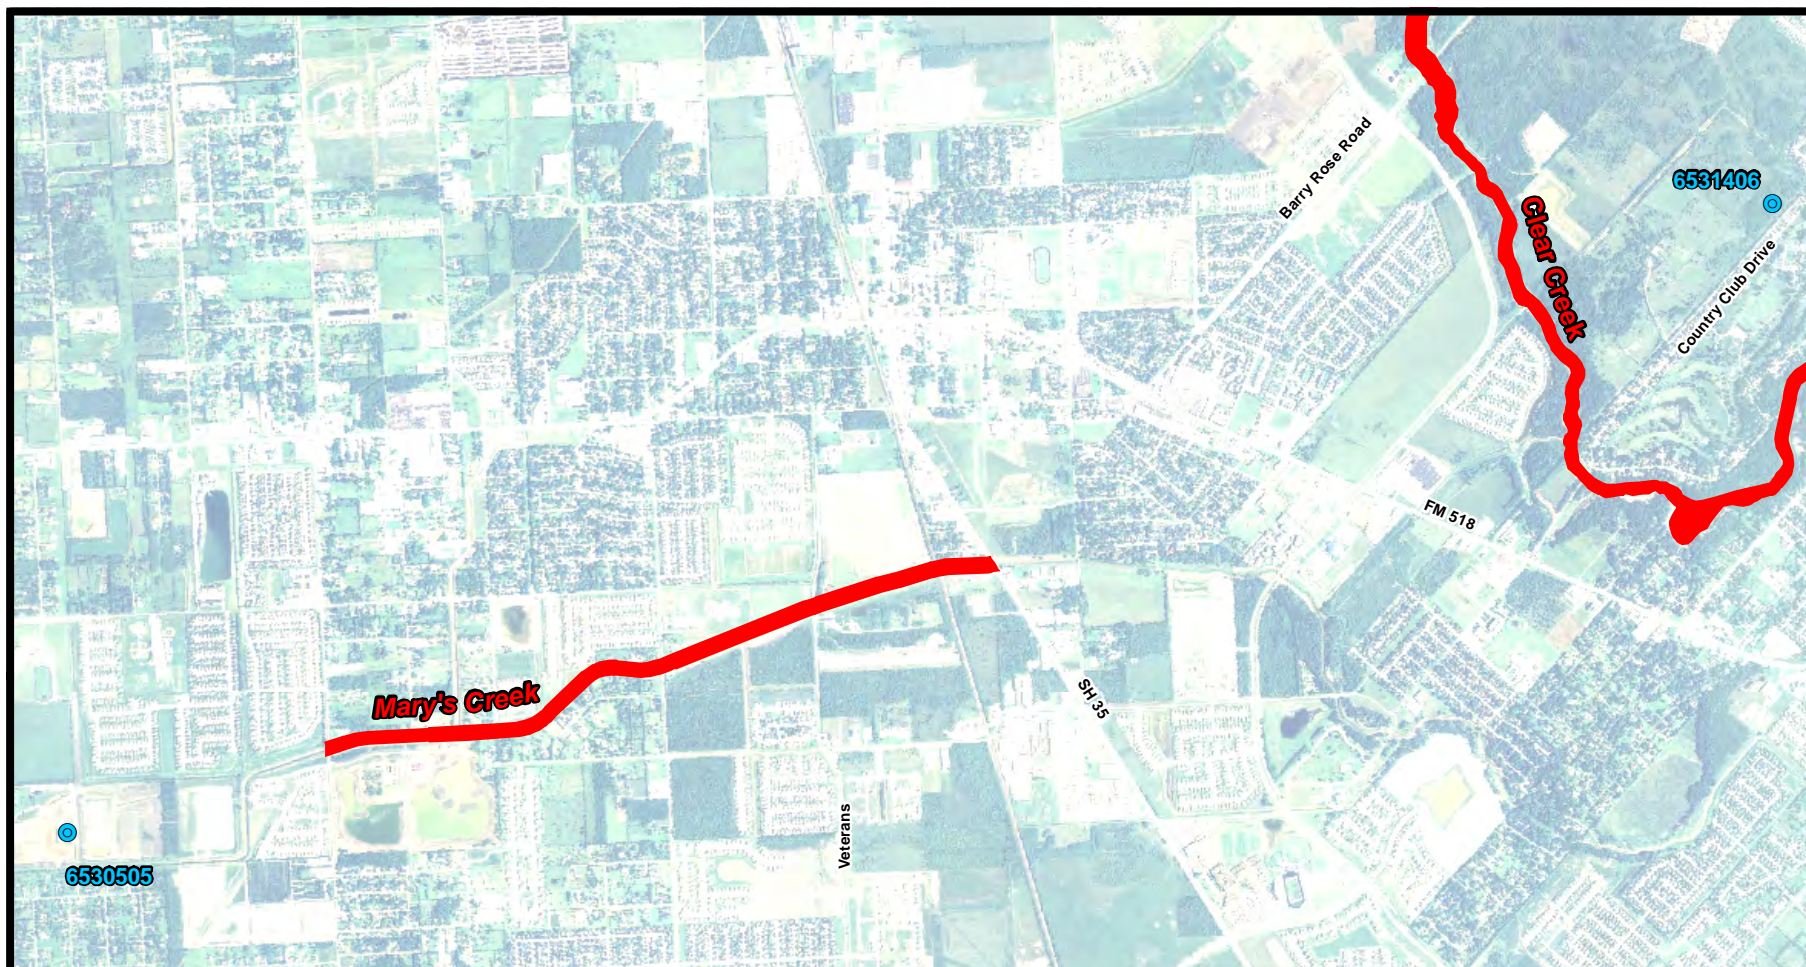 Barry Rose Road
6531406
Clear Creek
Country Club Drive
FM 518
Mary's Creek
SH 35
Veterans
6530505